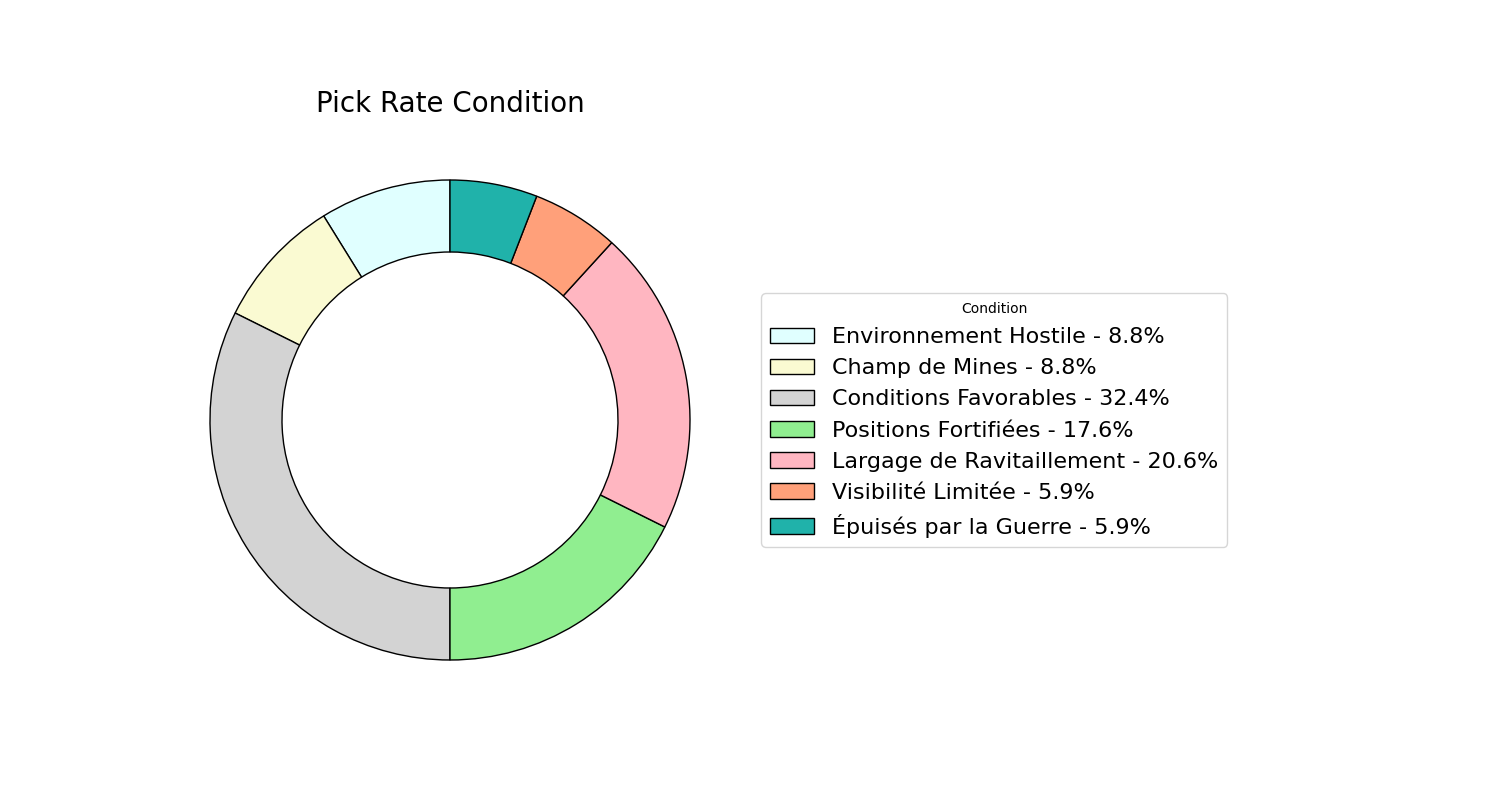 Pick Rate Condition
Condition
Environnement Hostile - 8.8%
Champ de Mines - 8.8%
Conditions Favorables - 32.4%
Positions Fortifiées - 17.6%
Largage de Ravitaillement - 20.6%
Visibilité Limitée - 5.9%
Épuisés par la Guerre - 5.9%